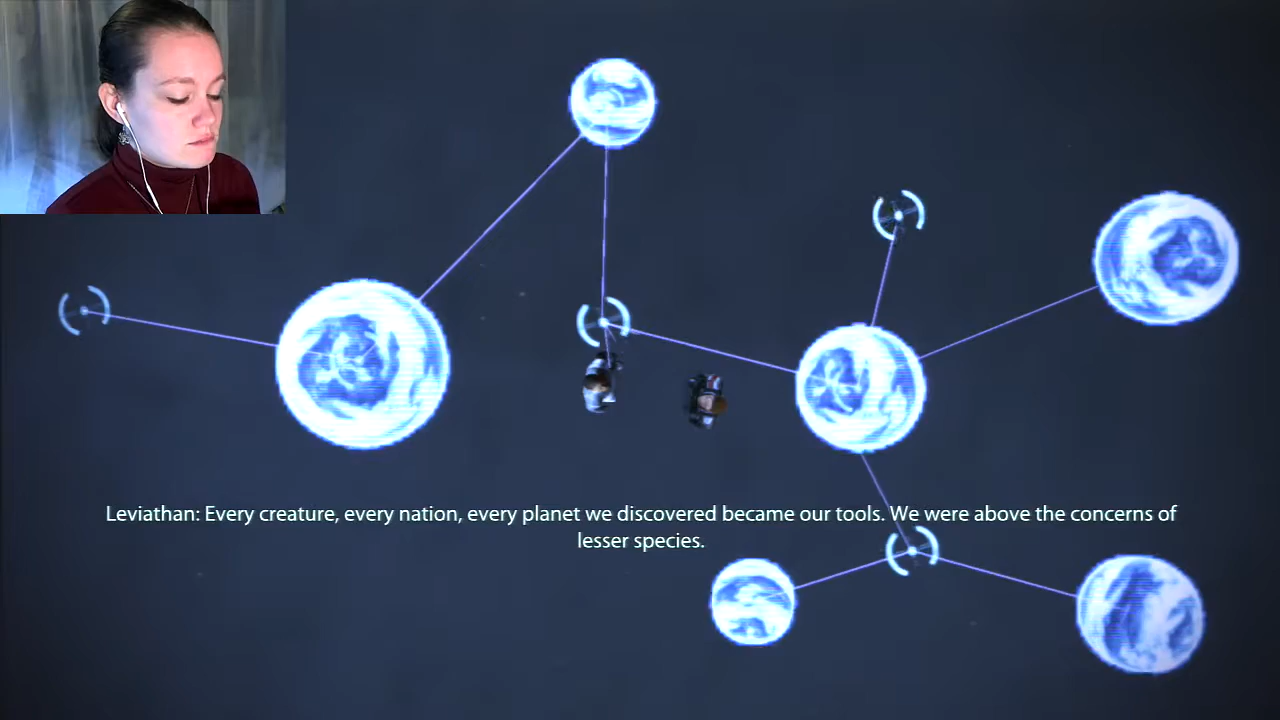 Leviathan: Every creature, every nation, every planet we discovered became our tools. We were above the concerns of
lesser species.